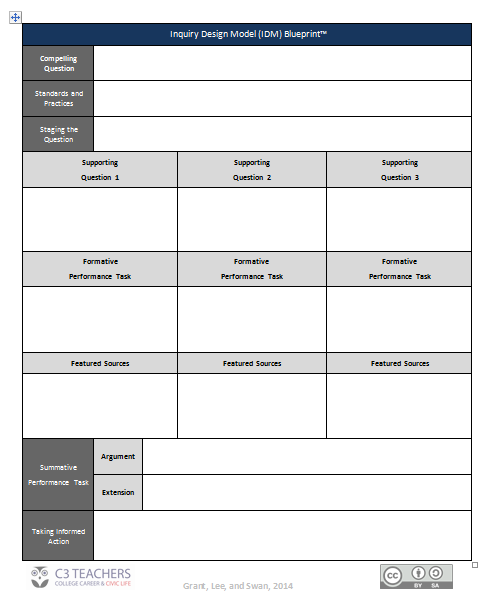 Inquiry Design Model (IDM) Blueprint™
Compelling
Question
Standards and
Practices
Staging the
Question
Supporting
Question 1
Supporting
Question 2
Supporting
Question 3
Formative
Performance Task
Formative
Performance Task
Formative
Performance Task
Featured Sources
Featured Sources
Featured Sources
Summative
Performance Task
Argument
Extension
Taking Informed
Action
C3 TEACHERS
COLLEGE CAREER & CIVIC LIFE
Grant, Lee, and Swan, 2014
cc
BY SA